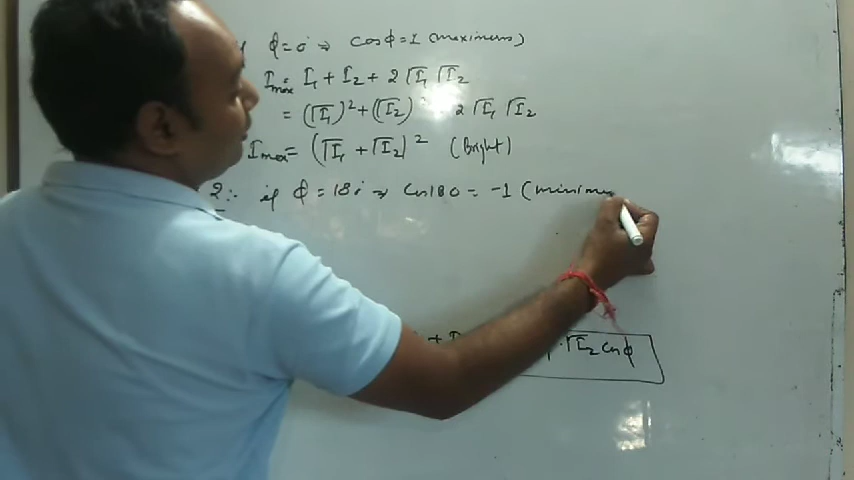 ϕ = 0° ⇒ cosϕ = 1 (maximum)
Imax = I₁ + I₂ + 2 √I₁ √I₂
= (√I₁)² + (√I₂)² 2 √I₁ √I₂
Imax = (√I₁ + √I₂)² (Bright)
2:- if ϕ = 180° ⇒ cos180 = -1 (minimum
+ √I₂ cosϕ